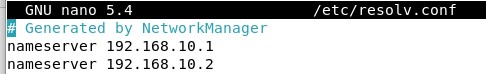 GNU nano 5.4 /etc/resolv.conf
# Generated by NetworkManager
nameserver 192.168.10.1
nameserver 192.168.10.2